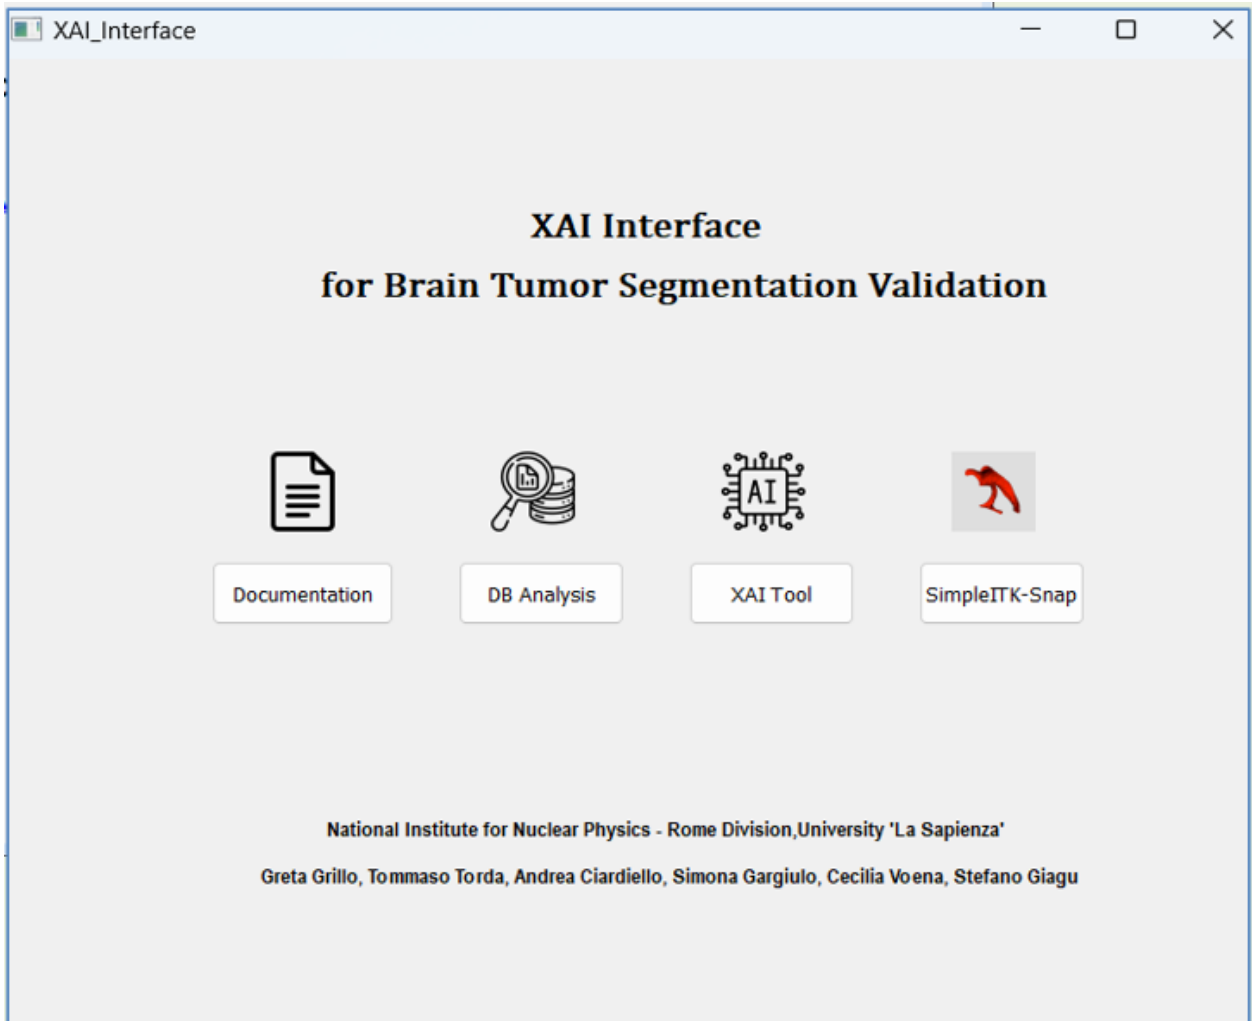 XAI_Interface
XAI Interface
for Brain Tumor Segmentation Validation
AI
Documentation
DB Analysis
XAI Tool
SimpleITK-Snap
National Institute for Nuclear Physics - Rome Division,University 'La Sapienza'
Greta Grillo, Tommaso Torda, Andrea Ciardiello, Simona Gargiulo, Cecilia Voena, Stefano Giagu